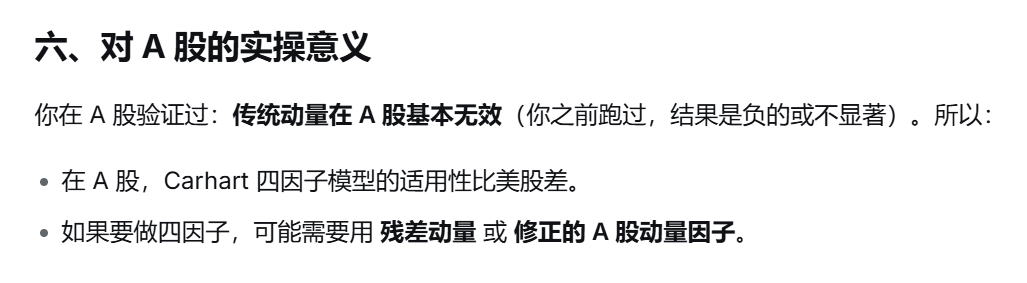 六、对 A 股的实操意义
你在 A 股验证过：传统动量在 A 股基本无效（你之前跑过，结果是负的或不显著）。所以：
• 在 A 股，Carhart 四因子模型的适用性比美股差。
• 如果要做四因子，可能需要用 残差动量 或 修正的 A 股动量因子。